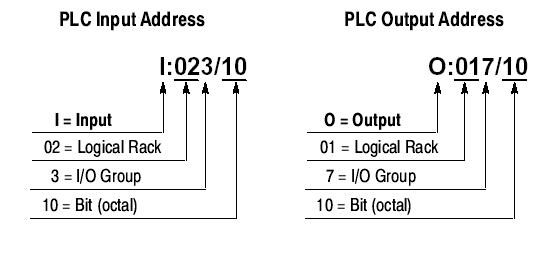 PLC Input Address
I:023/10
I = Input
02 = Logical Rack
3 = I/O Group
10 = Bit (octal)
PLC Output Address
O:017/10
O = Output
01 = Logical Rack
7 = I/O Group
10 = Bit (octal)